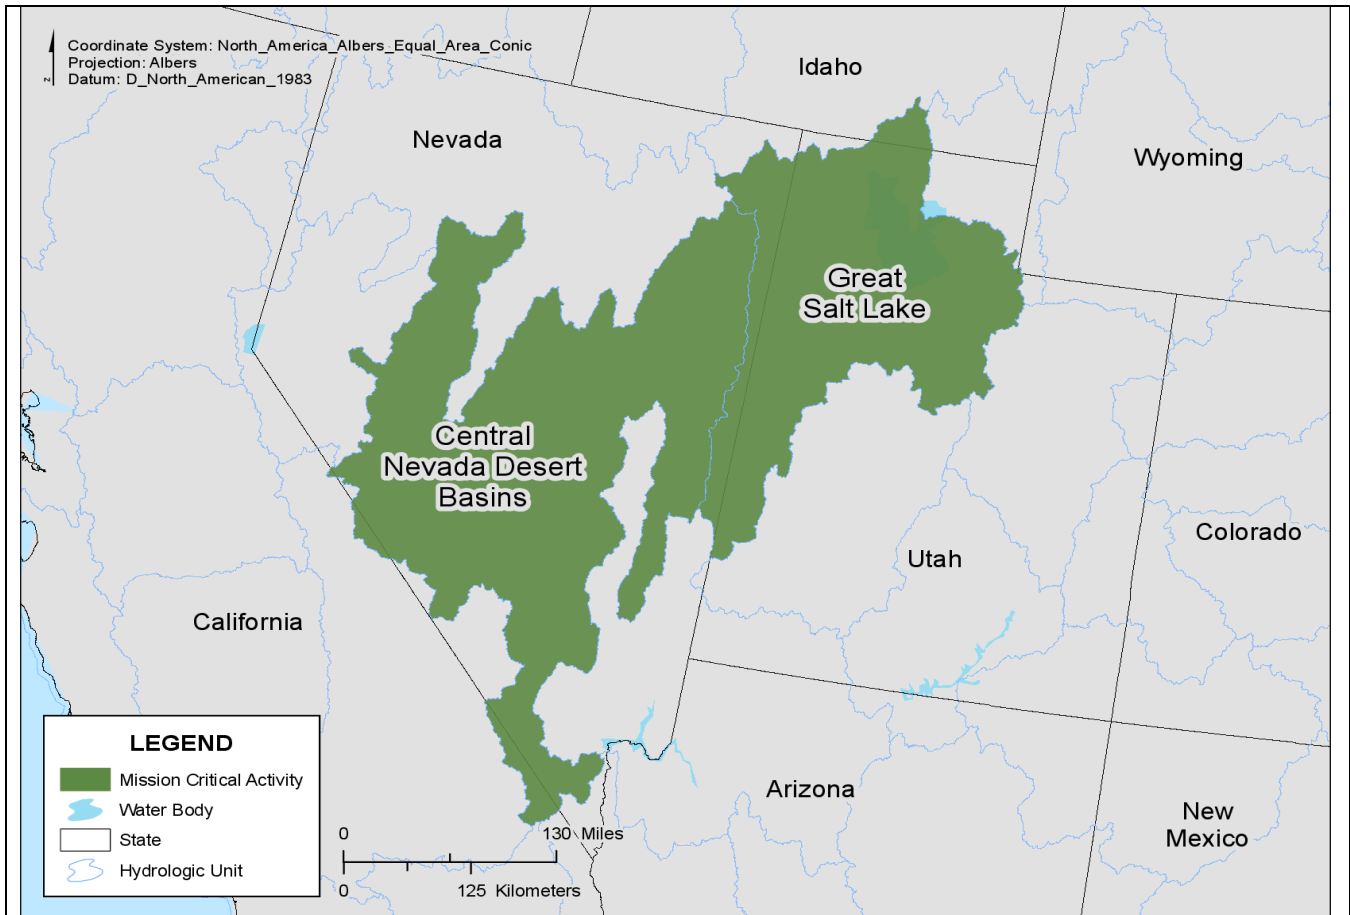 Coordinate System: North_America_Albers_Equal_Area_Conic
Projection: Albers
Datum: D_North_American_1983
z
Idaho
Nevada
Wyoming
Great
Salt Lake
Central
Nevada Desert
Basins
Colorado
Utah
California
Arizona
New
Mexico
LEGEND
Mission Critical Activity
Water Body
State
Hydrologic Unit
0 130 Miles
0 125 Kilometers